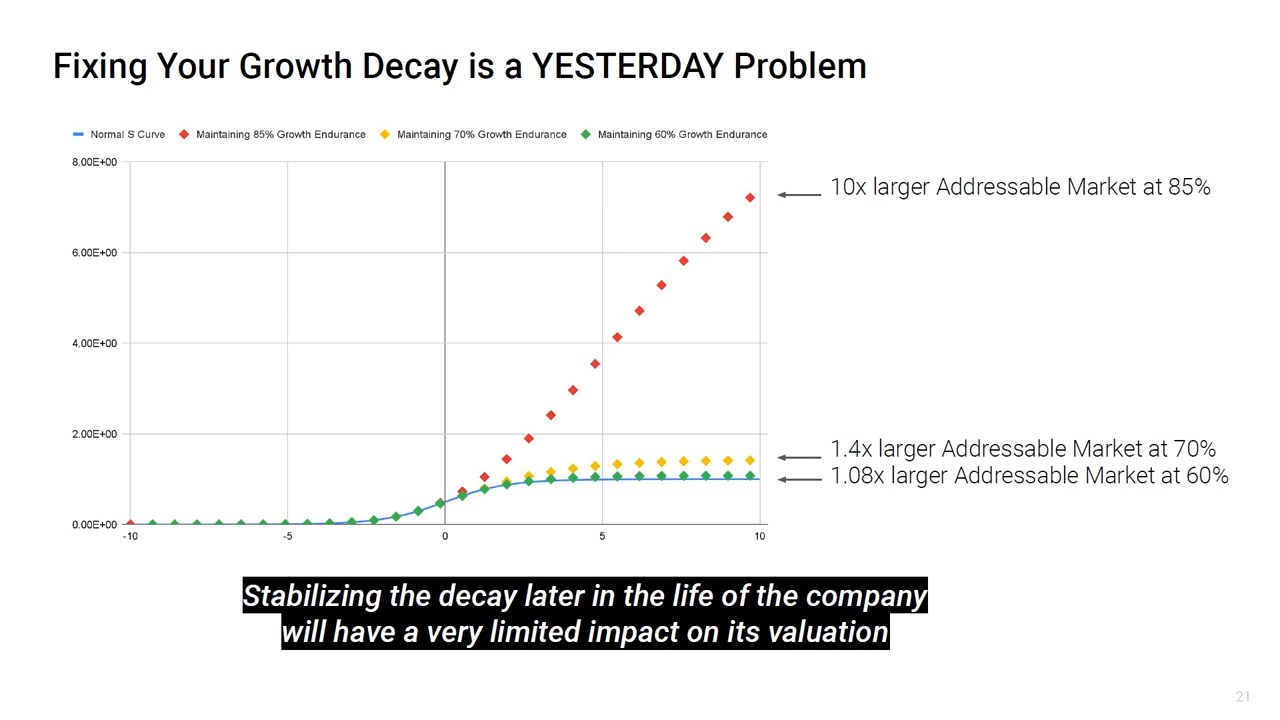 Fixing Your Growth Decay is a YESTERDAY Problem
Normal S Curve Maintaining 85% Growth Endurance Maintaining 70% Growth Endurance Maintaining 60% Growth Endurance
8.00E+00
6.00E+00
4.00E+00
2.00E+00
0.00E+00
-10 -5 0 5 10
10x larger Addressable Market at 85%
1.4x larger Addressable Market at 70%
1.08x larger Addressable Market at 60%
Stabilizing the decay later in the life of the company
will have a very limited impact on its valuation
21